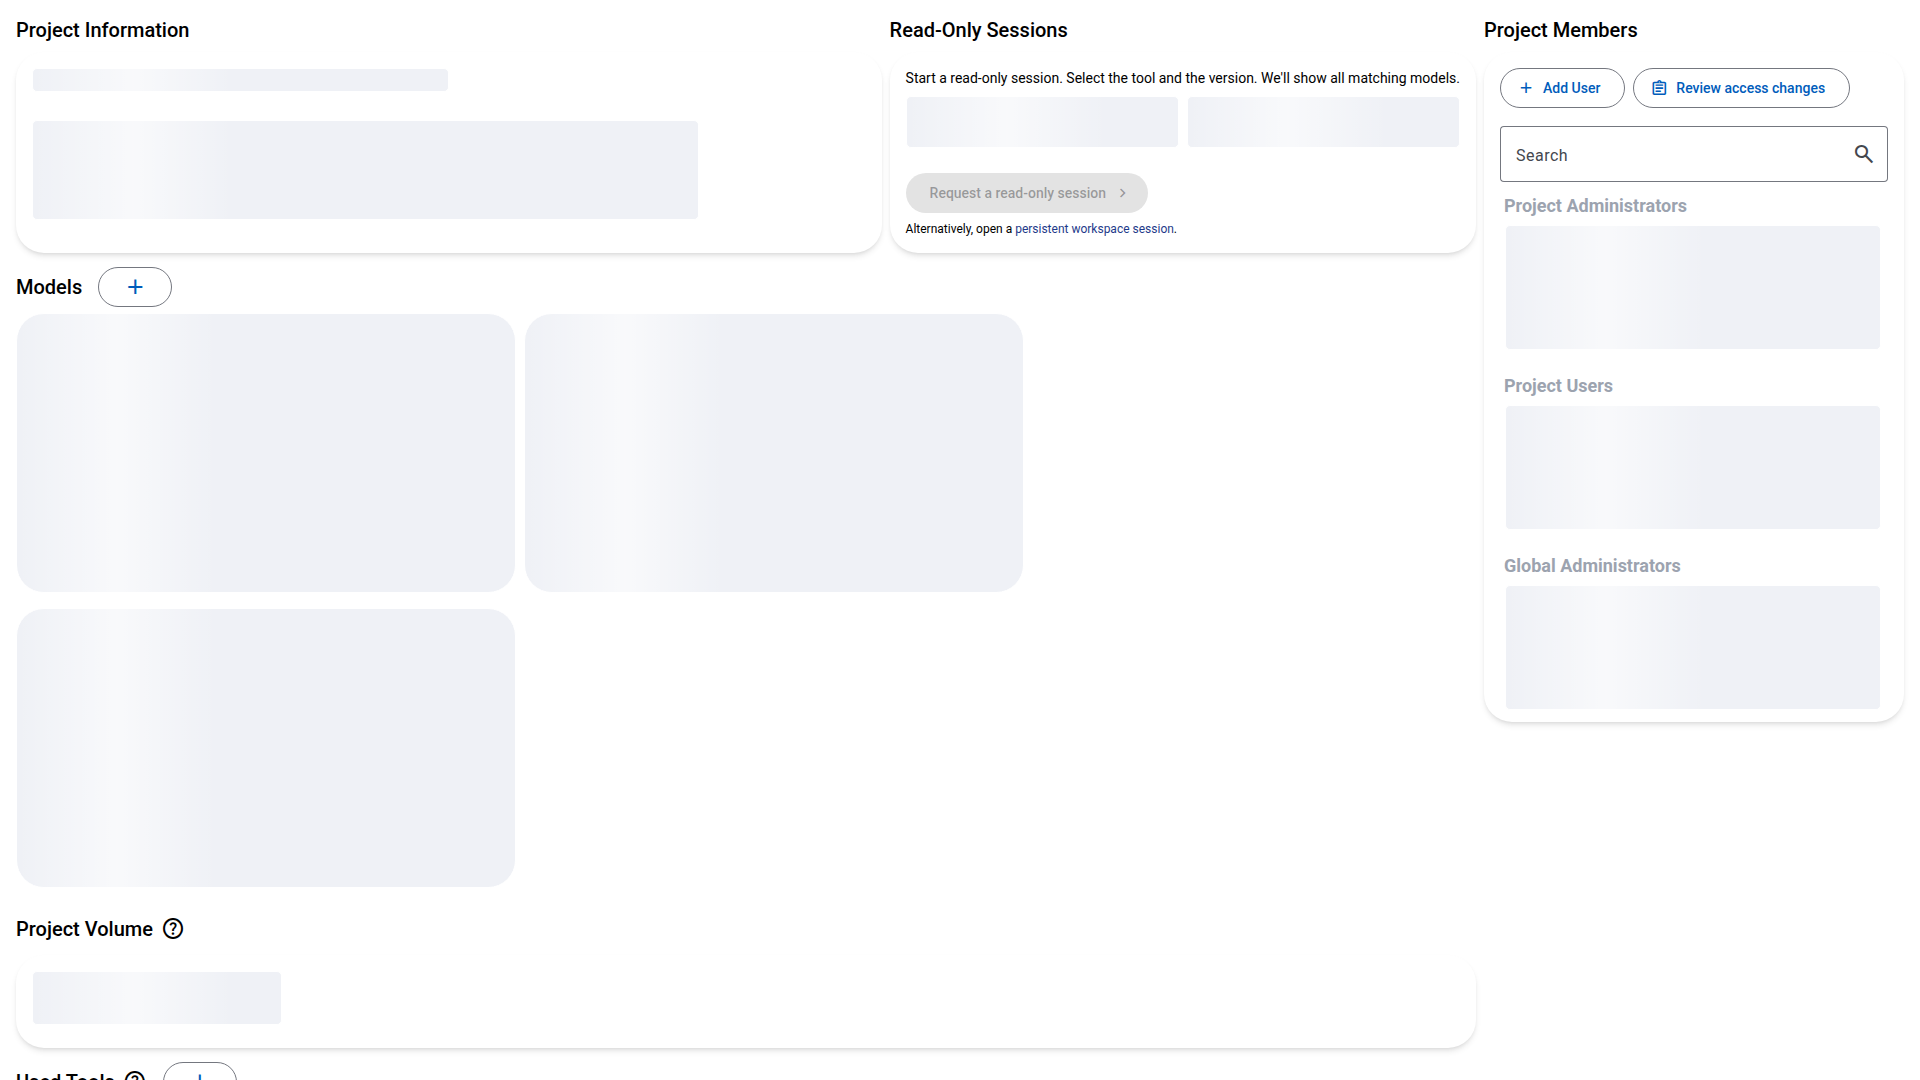 Project Information
Read-Only Sessions
Start a read-only session. Select the tool and the version. We'll show all matching models.
Request a read-only session
Alternatively, open a persistent workspace session.
Project Members
Add User
Review access changes
Search
Project Administrators
Project Users
Global Administrators
Models
Project Volume
Used Tools